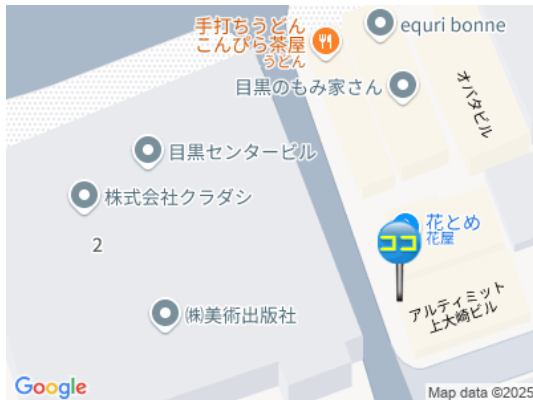 手打ちうどん
こんぴら茶屋
うどん
equri bonne
目黒のもみ家さん
オバタビル
目黒センタービル
株式会社クラダシ
2
花とめ
花屋
ココ
アルティミット
上大崎ビル
㈱美術出版社
Google
Map data ©2025